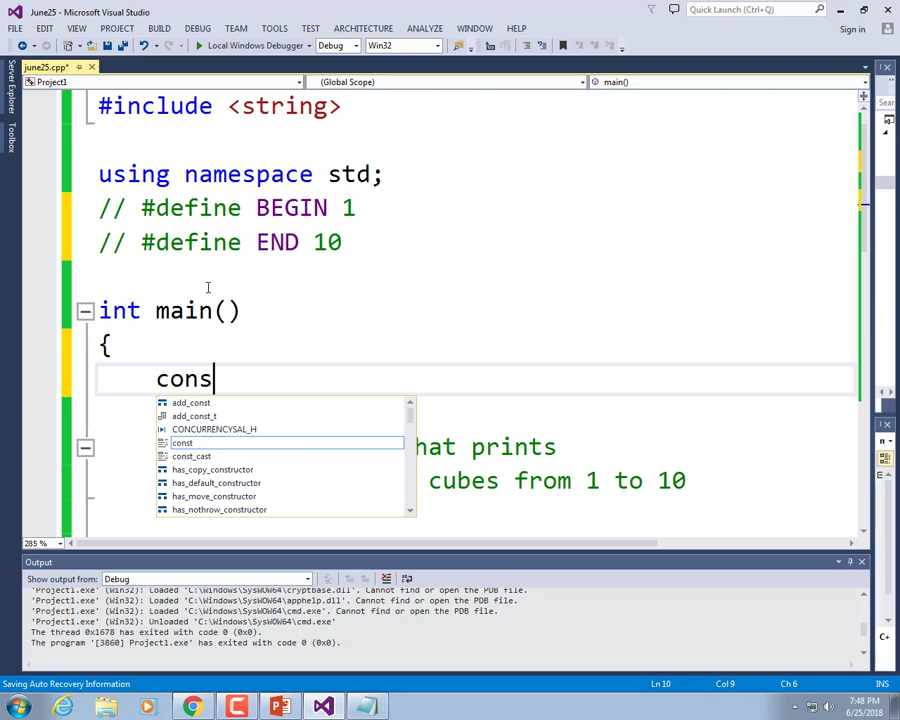 June25 - Microsoft Visual Studio
Quick Launch (Ctrl+Q)
FILE EDIT VIEW PROJECT BUILD DEBUG TEAM TOOLS TEST ARCHITECTURE ANALYZE WINDOW HELP
Sign in
Local Windows Debugger Debug Win32
june25.cpp*
Server Explorer
Toolbox
Project1 (Global Scope) main()
Sear
#include <string>
using namespace std;
// #define BEGIN 1
// #define END 10
int main()
{
cons
add_const
add_const_t
CONCURRENCYSAL_H
const
const_cast
has_copy_constructor
has_default_constructor
has_move_constructor
has_nothrow_constructor
hat prints
cubes from 1 to 10
285 %
Output
Show output from: Debug
'Project1.exe' (Win32): Loaded 'C:\Windows\SysWOW64\cryptbase.dll'. Cannot find or open the PDB file.
'Project1.exe' (Win32): Loaded 'C:\Windows\SysWOW64\apphelp.dll'. Cannot find or open the PDB file.
'Project1.exe' (Win32): Loaded 'C:\Windows\SysWOW64\cmd.exe'. Cannot find or open the PDB file.
'Project1.exe' (Win32): Unloaded 'C:\Windows\SysWOW64\cmd.exe'
The thread 0x1678 has exited with code 0 (0x0).
The program '[3860] Project1.exe' has exited with code 0 (0x0).
C+
Saving Auto Recovery Information
Ln 10 Col 9 Ch 6 INS
7:48 PM
6/25/2018